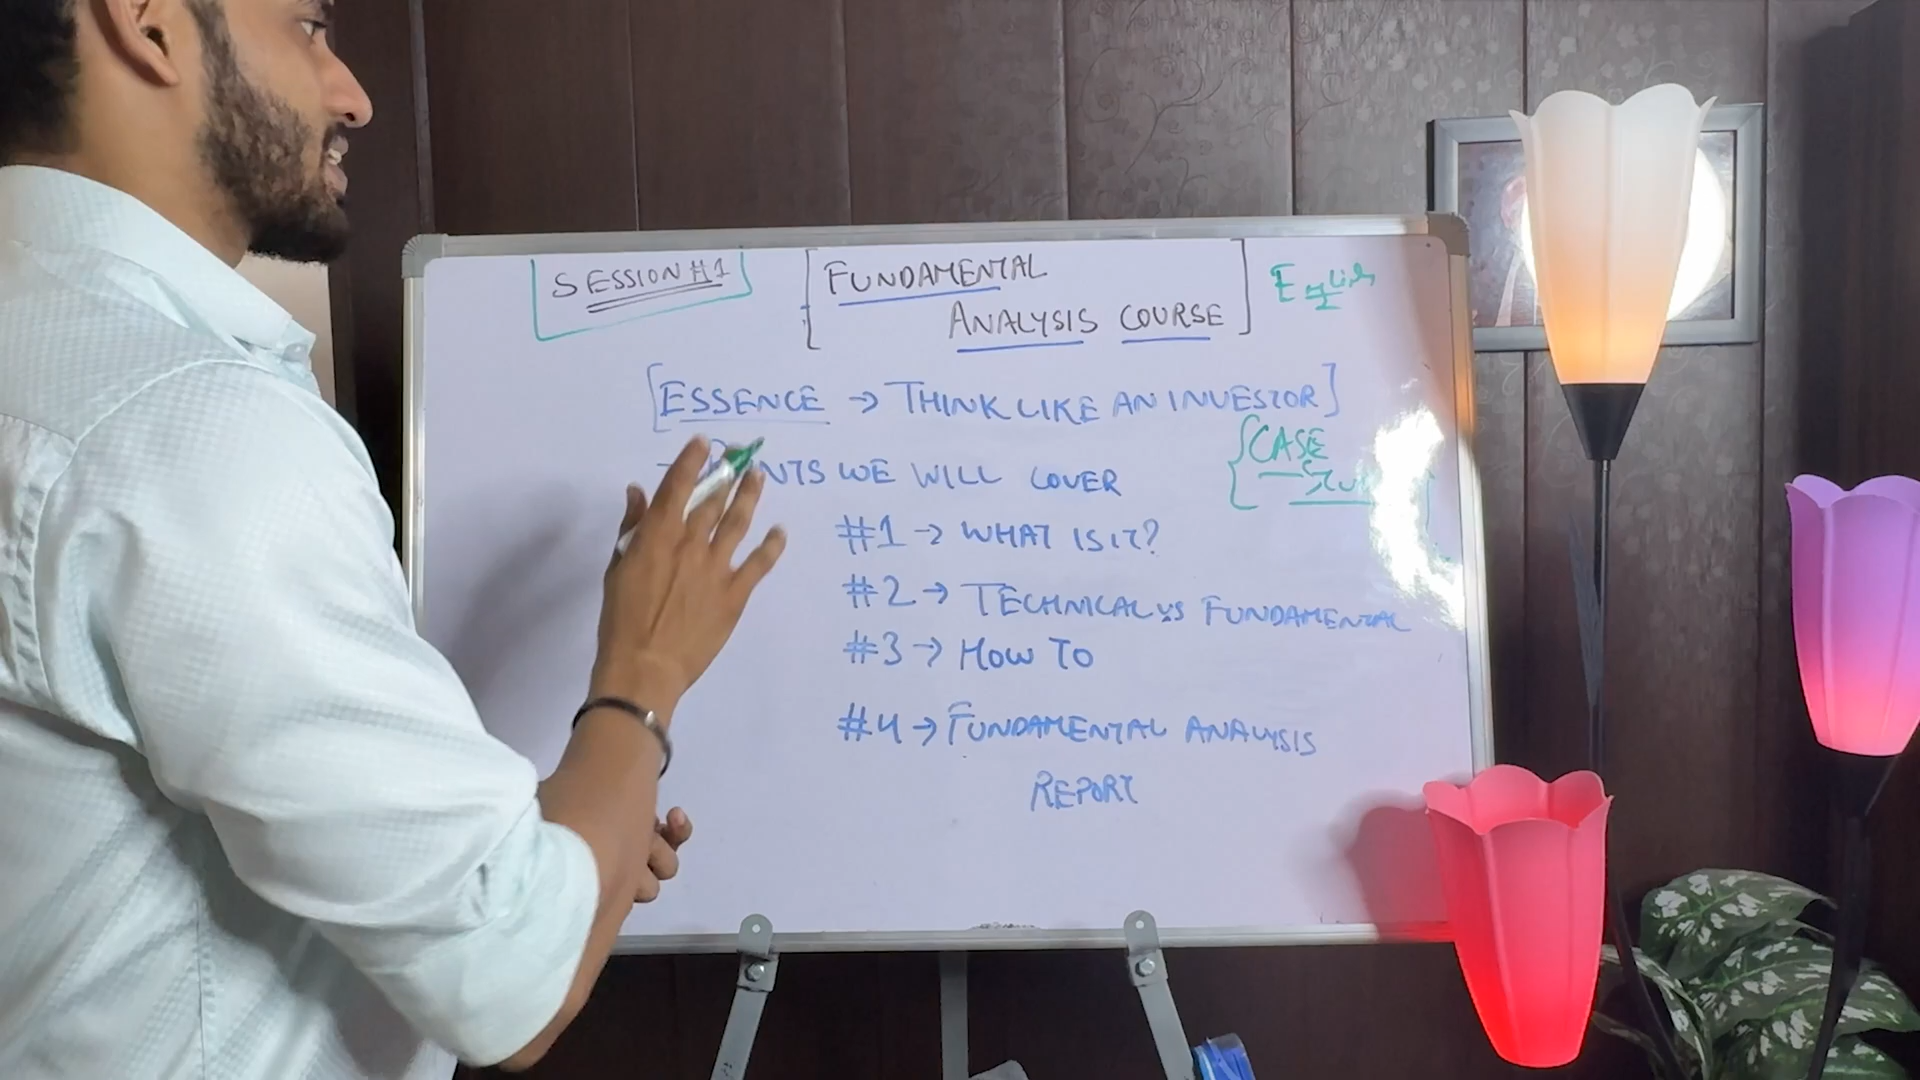 SESSION #1
FUNDAMENTAL
ANALYSIS COURSE
English
ESSENCE → THINK LIKE AN INVESTOR
WE WILL COVER
CASE
#1 → WHAT IS IT?
#2 → TECHNICAL VS FUNDAMENTAL
#3 → HOW TO
#4 → FUNDAMENTAL ANALYSIS
REPORT